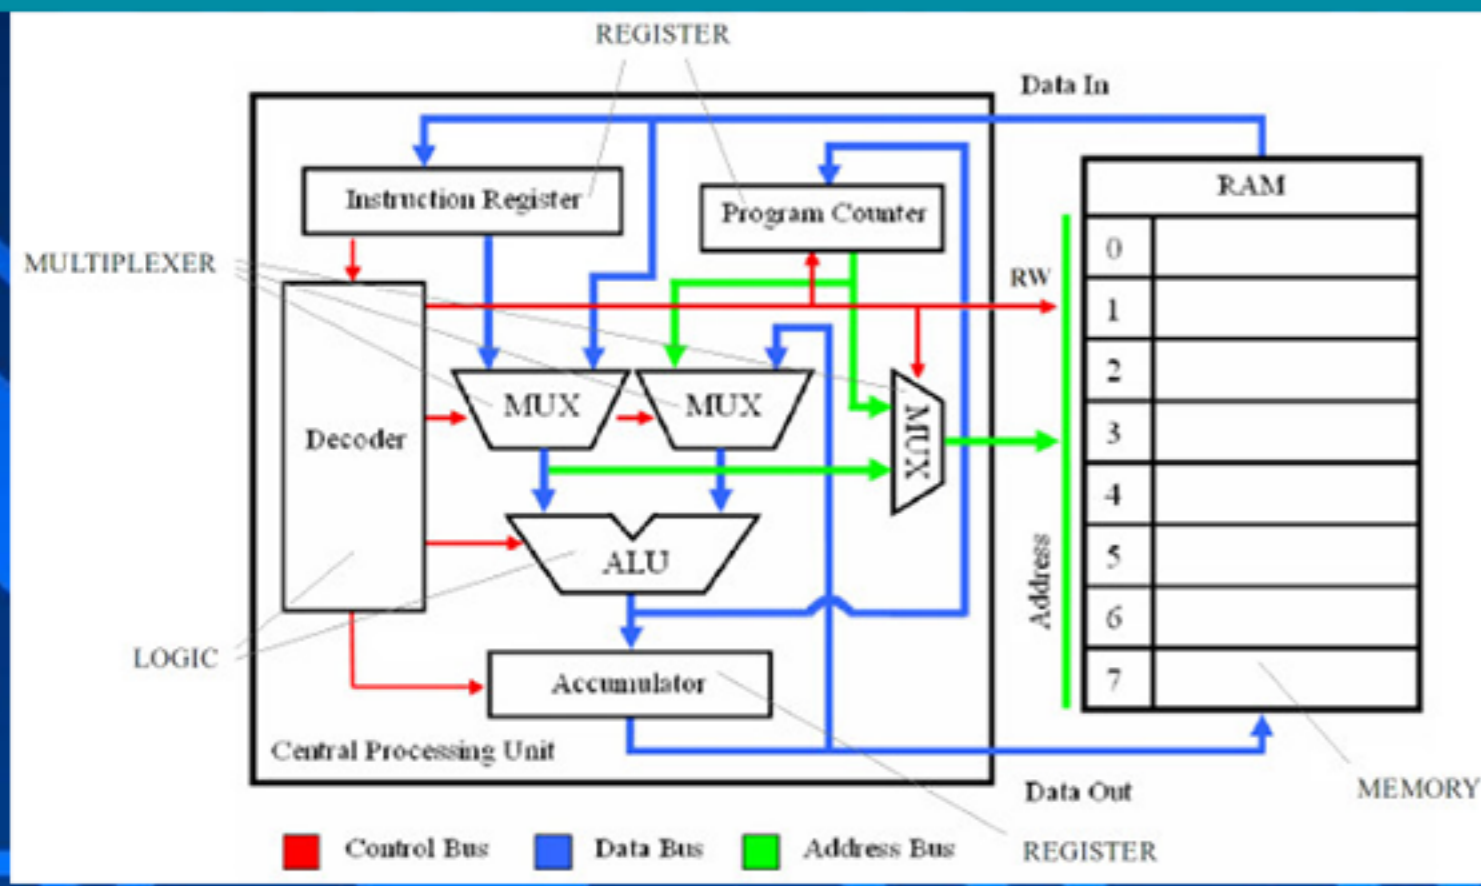 REGISTER
Data In
Instruction Register
Program Counter
RAM
MULTIPLEXER
RW
0
1
2
3
4
5
6
7
MUX
MUX
MUX
Decoder
ALU
Address
LOGIC
Accumulator
Central Processing Unit
Data Out
MEMORY
Control Bus
Data Bus
Address Bus
REGISTER